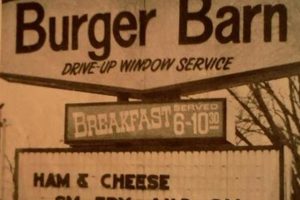 Burger Barn
DRIVE-UP WINDOW SERVICE
BREAKFAST SERVED 6-10:30
HAM & CHEESE